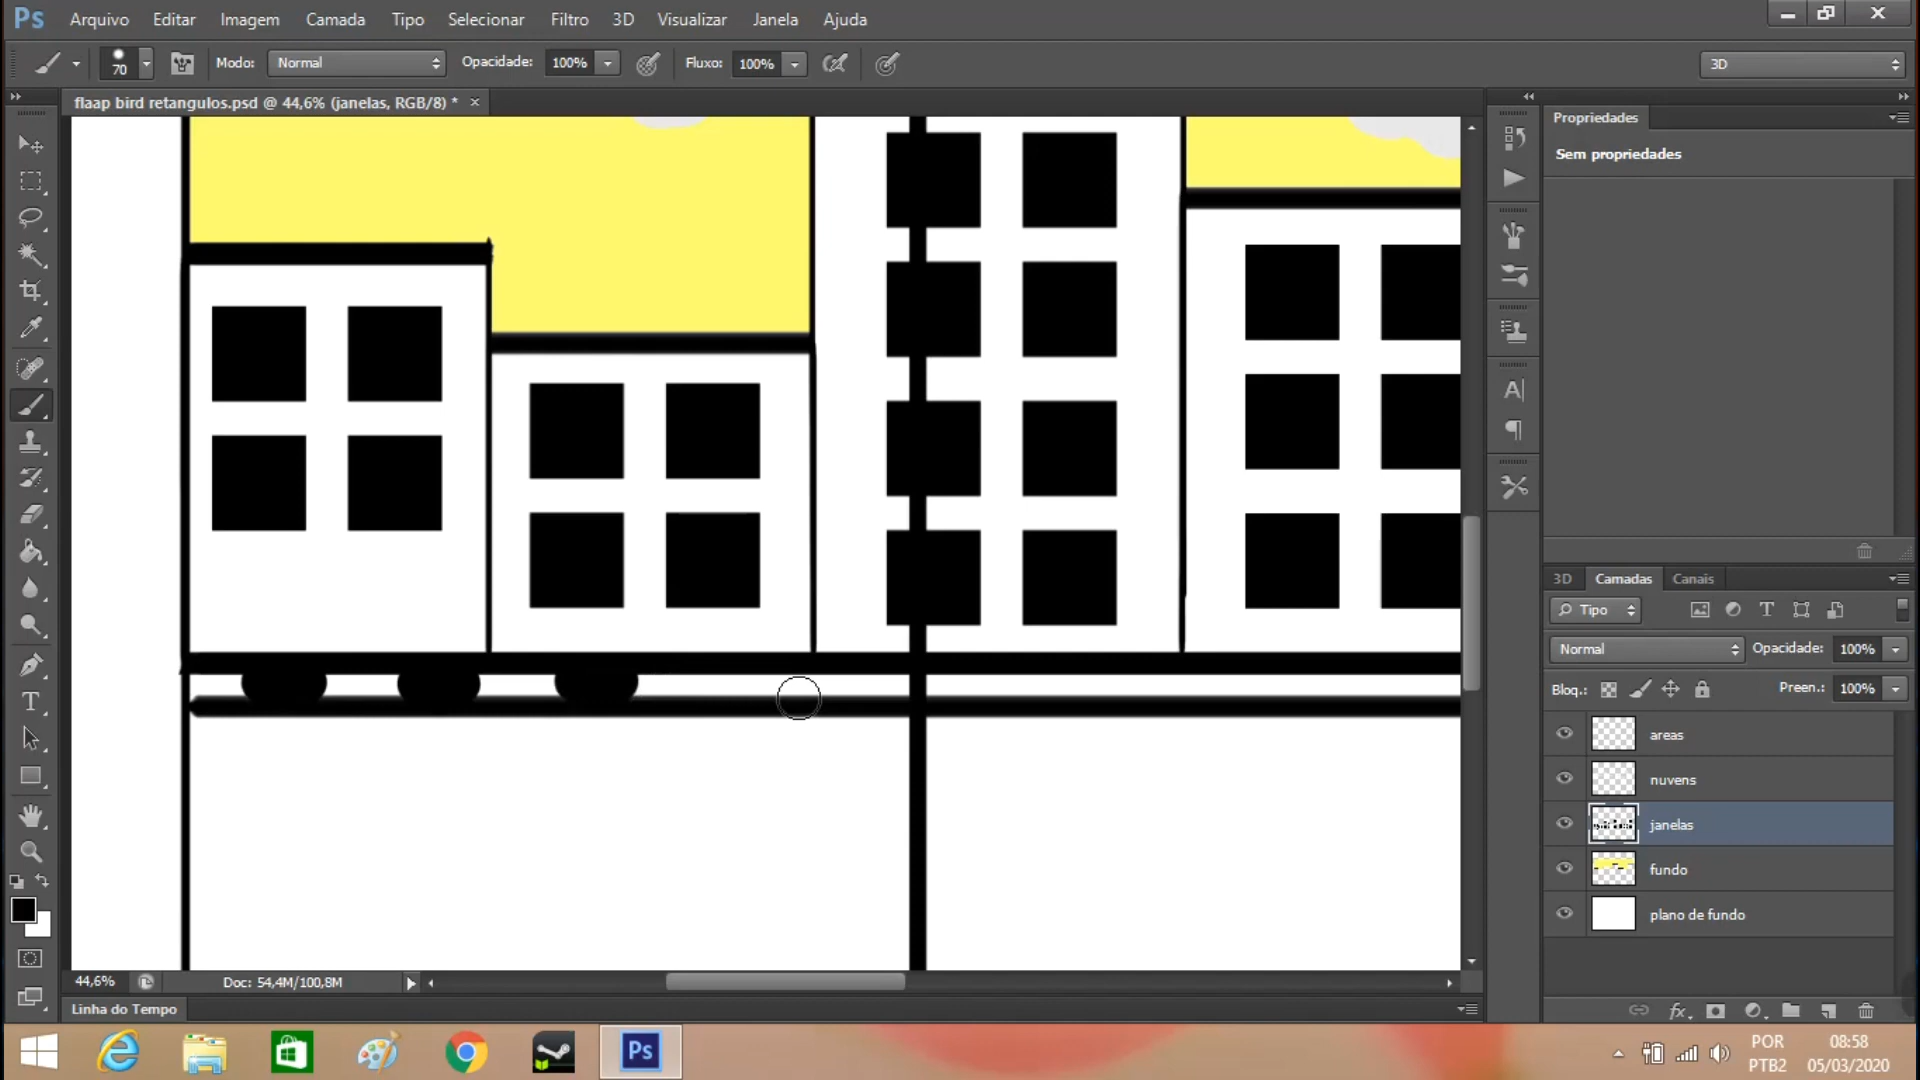 Ps Arquivo Editar Imagem Camada Tipo Selecionar Filtro 3D Visualizar Janela Ajuda
70 Modo: Normal Opacidade: 100% Fluxo: 100% 3D
flaap bird retangulos.psd @ 44,6% (janelas, RGB/8) *
Propriedades
Sem propriedades
3D Camadas Canais
Tipo
Normal Opacidade: 100%
Bloq.: Preen.: 100%
areas
nuvens
janelas
fundo
plano de fundo
44,6% Doc: 54,4M/100,8M
Linha do Tempo
Ps POR 08:58
PTB2 05/03/2020